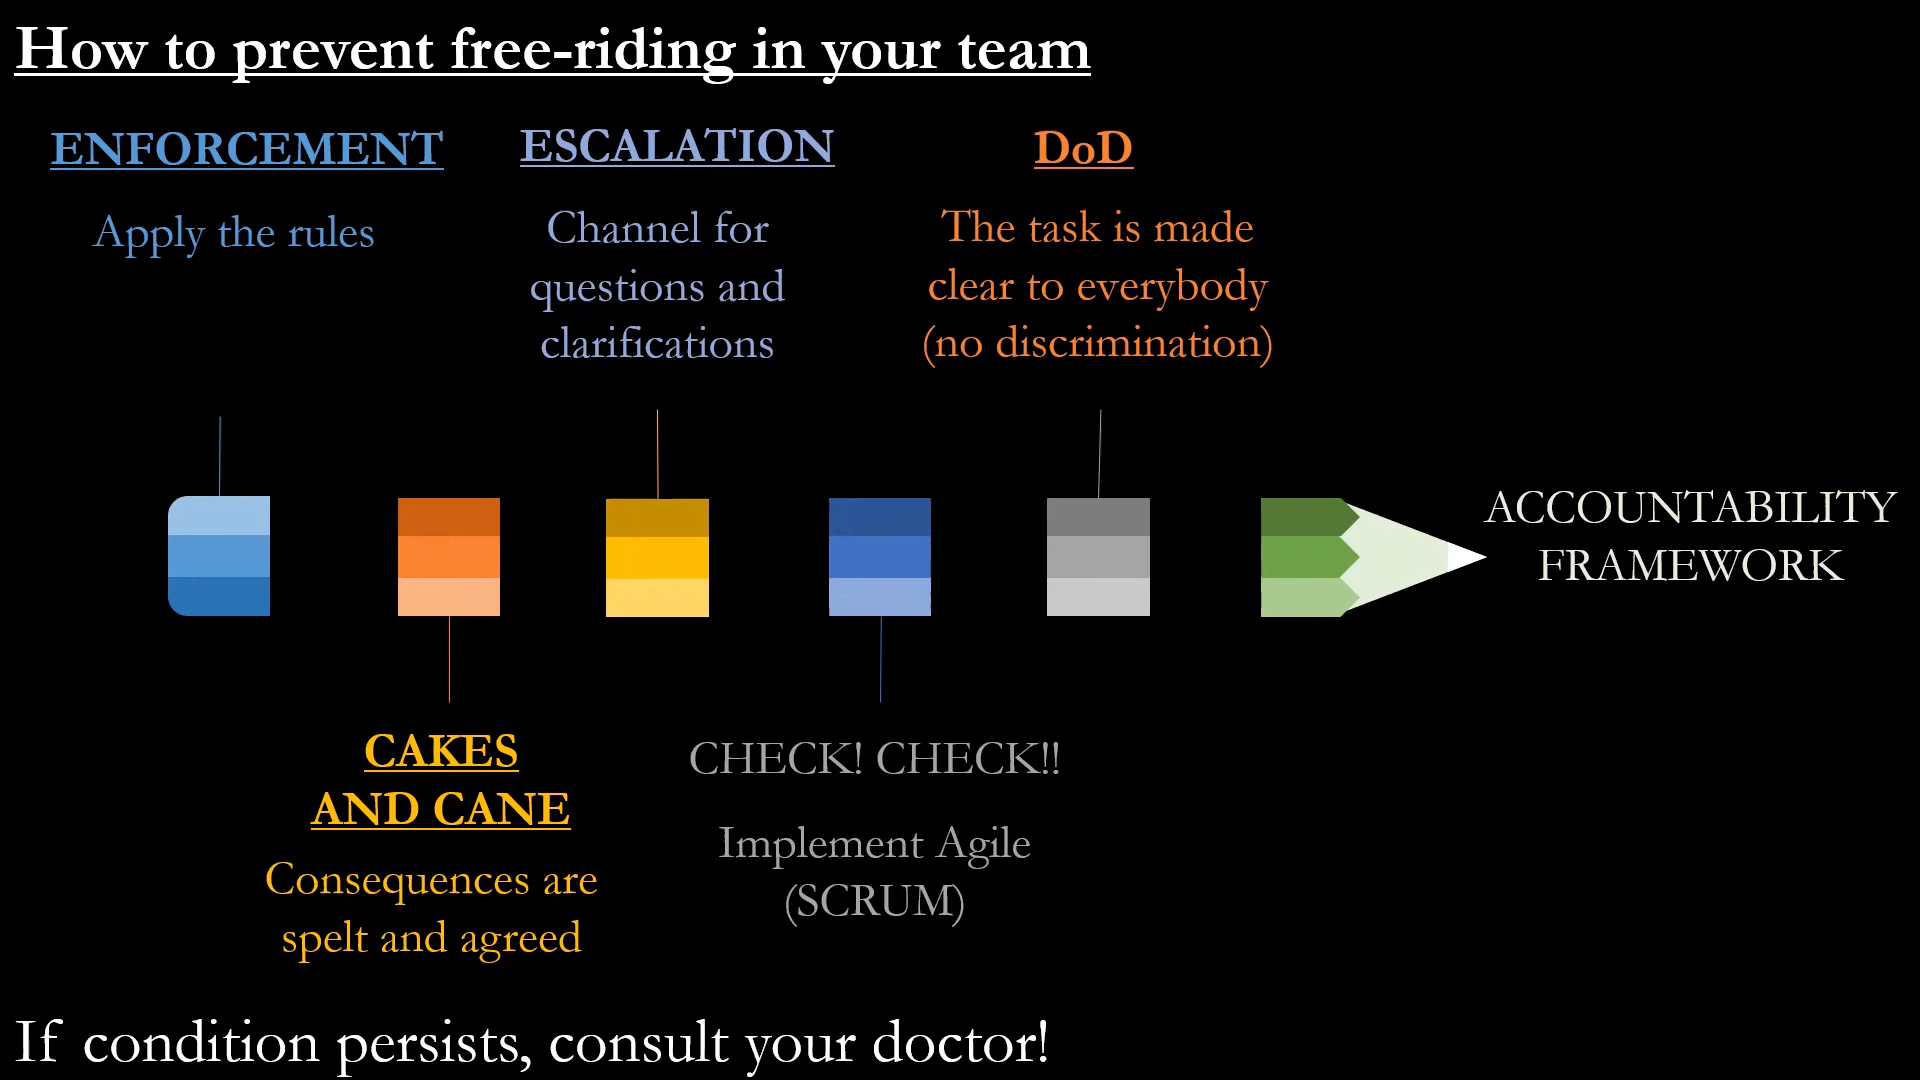 How to prevent free-riding in your team
ENFORCEMENT
Apply the rules
ESCALATION
Channel for
questions and
clarifications
DoD
The task is made
clear to everybody
(no discrimination)
ACCOUNTABILITY
FRAMEWORK
CAKES
AND CANE
Consequences are
spelt and agreed
CHECK! CHECK!!
Implement Agile
(SCRUM)
If condition persists, consult your doctor!